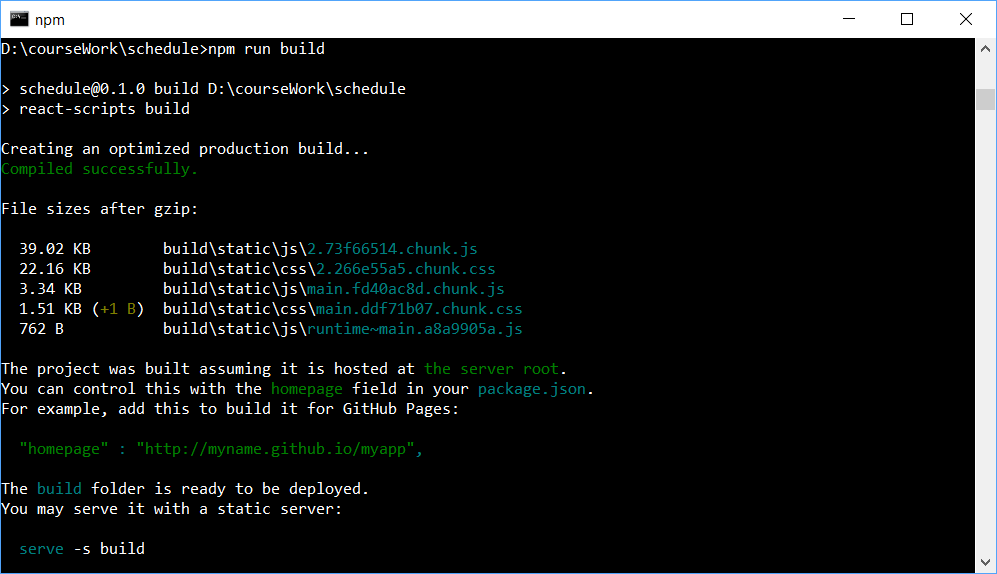 npm
D:\courseWork\schedule>npm run build
> schedule@0.1.0 build D:\courseWork\schedule
> react-scripts build
Creating an optimized production build...
Compiled successfully.
File sizes after gzip:
39.02 KB build\static\js\2.73f66514.chunk.js
22.16 KB build\static\css\2.266e55a5.chunk.css
3.34 KB build\static\js\main.fd40ac8d.chunk.js
1.51 KB (+1 B) build\static\css\main.ddf71b07.chunk.css
762 B build\static\js\runtime~main.a8a9905a.js
The project was built assuming it is hosted at the server root.
You can control this with the homepage field in your package.json.
For example, add this to build it for GitHub Pages:
"homepage" : "http://myname.github.io/myapp",
The build folder is ready to be deployed.
You may serve it with a static server:
serve -s build